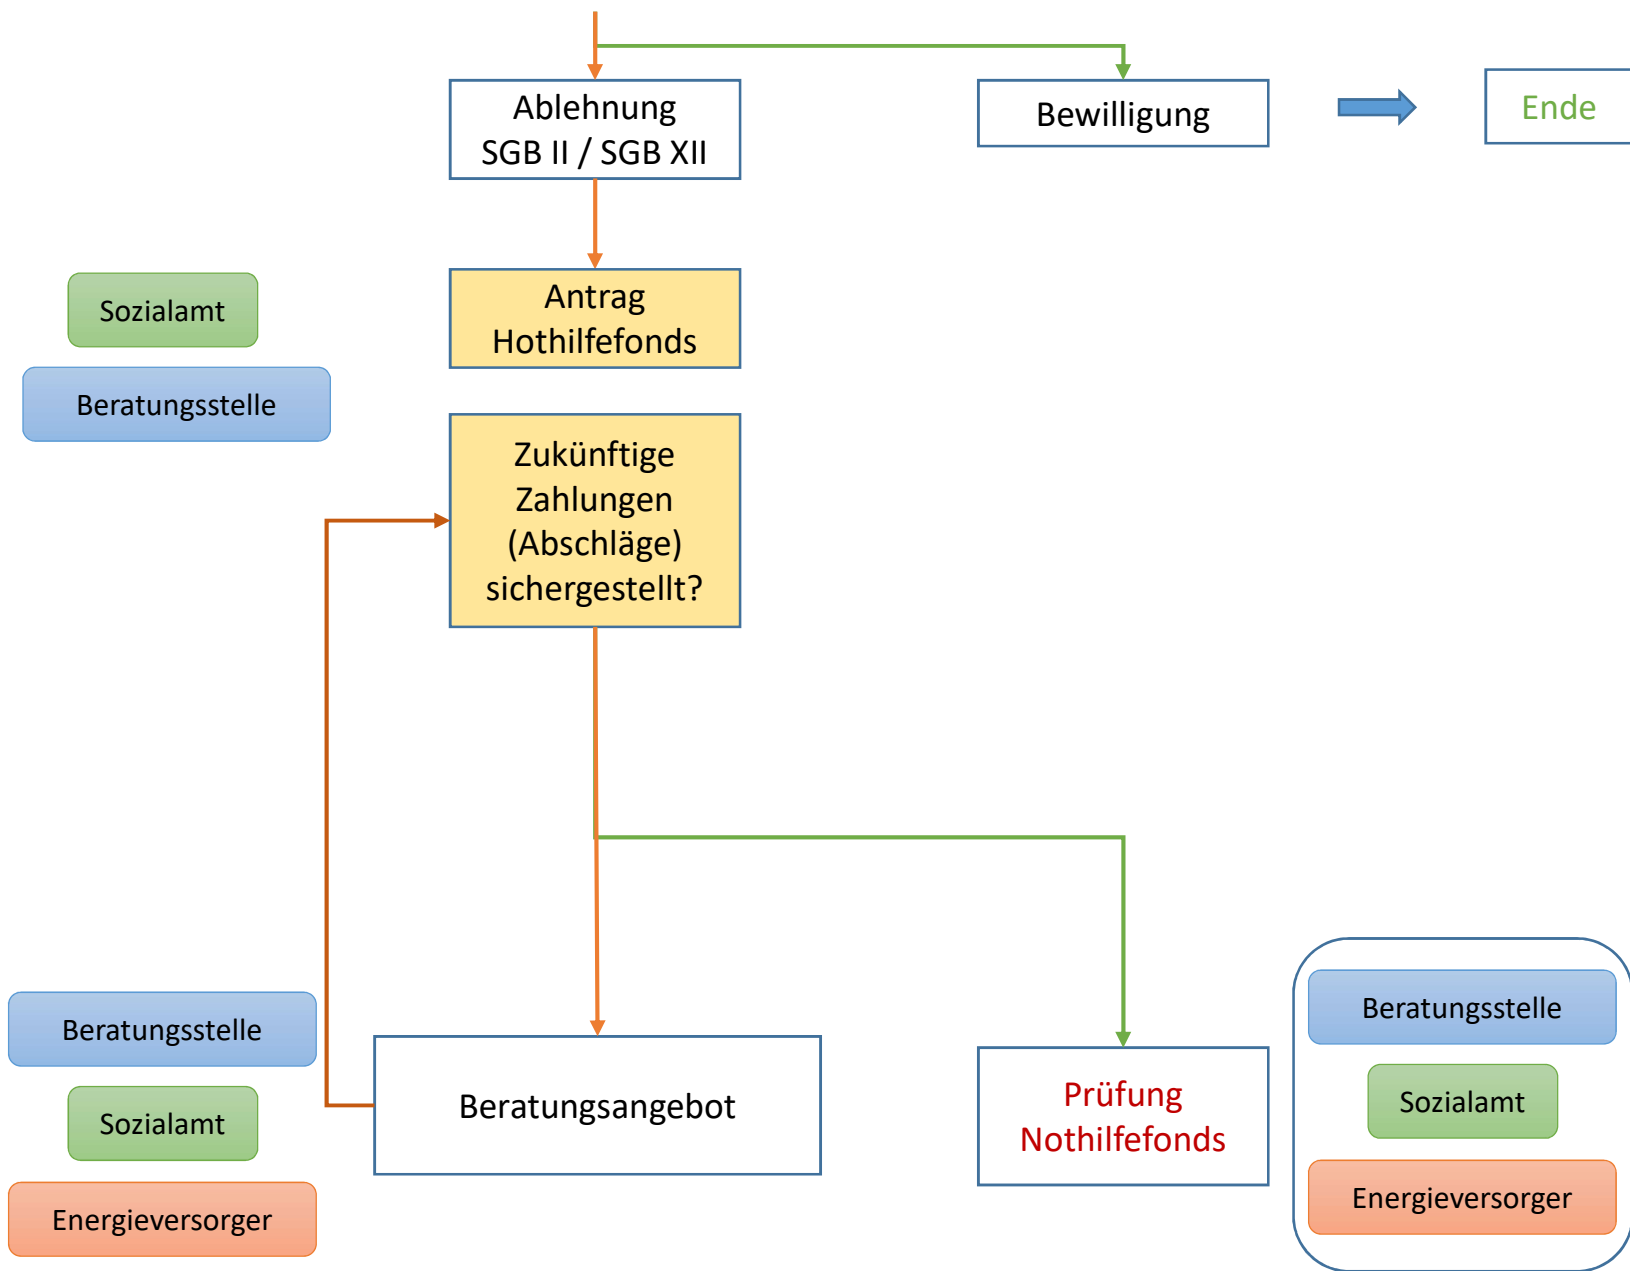 Ablehnung
SGB II / SGB XII
Bewilligung
Ende
Sozialamt
Beratungsstelle
Antrag
Hothilfefonds
Zukünftige
Zahlungen
(Abschläge)
sichergestellt?
Beratungsstelle
Sozialamt
Energieversorger
Beratungsangebot
Prüfung
Nothilfefonds
Beratungsstelle
Sozialamt
Energieversorger